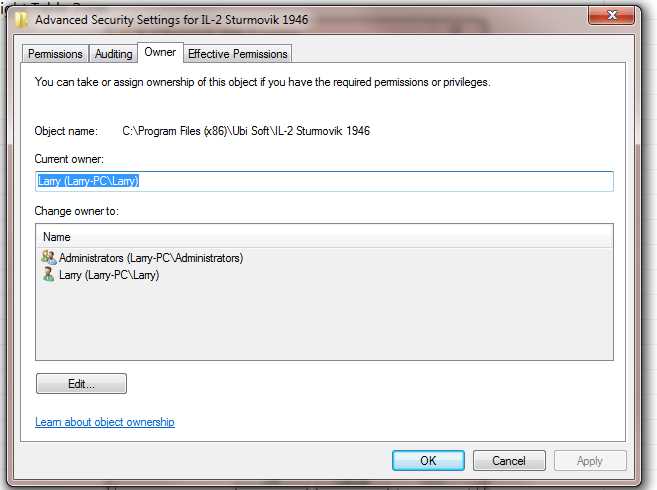 Advanced Security Settings for IL-2 Sturmovik 1946
Permissions Auditing Owner Effective Permissions
You can take or assign ownership of this object if you have the required permissions or privileges.
Object name: C:\Program Files (x86)\Ubi Soft\IL-2 Sturmovik 1946
Current owner:
Larry (Larry-PC\Larry)
Change owner to:
Name
Administrators (Larry-PC\Administrators)
Larry (Larry-PC\Larry)
Edit...
Learn about object ownership
OK Cancel Apply